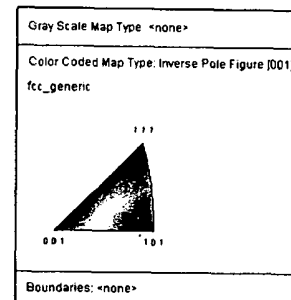 Gray Scale Map Type <none>
Color Coded Map Type: Inverse Pole Figure [001]
fcc_generic
111
001 101
Boundaries: <none>